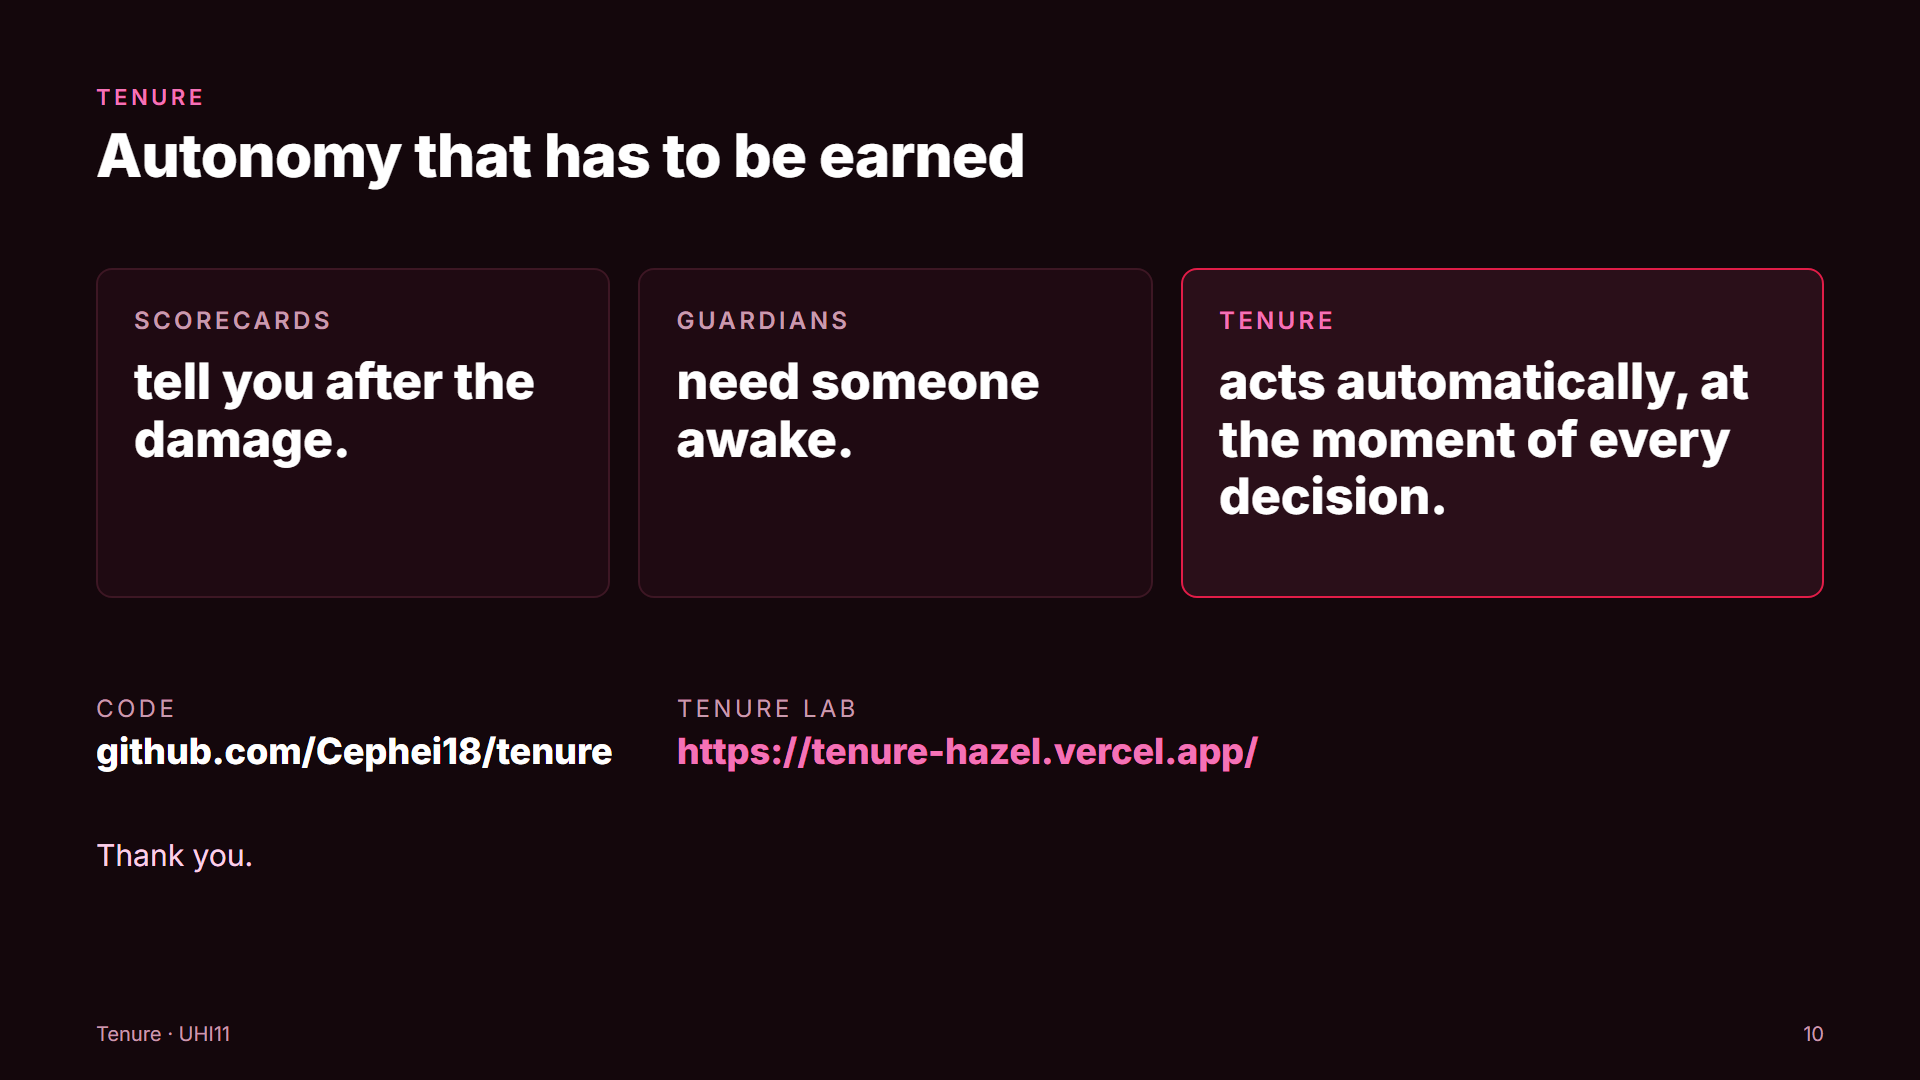 TENURE
Autonomy that has to be earned
SCORECARDS
tell you after the
damage.
GUARDIANS
need someone
awake.
TENURE
acts automatically, at
the moment of every
decision.
CODE
github.com/Cephei18/tenure
TENURE LAB
https://tenure-hazel.vercel.app/
Thank you.
Tenure · UHI11
10